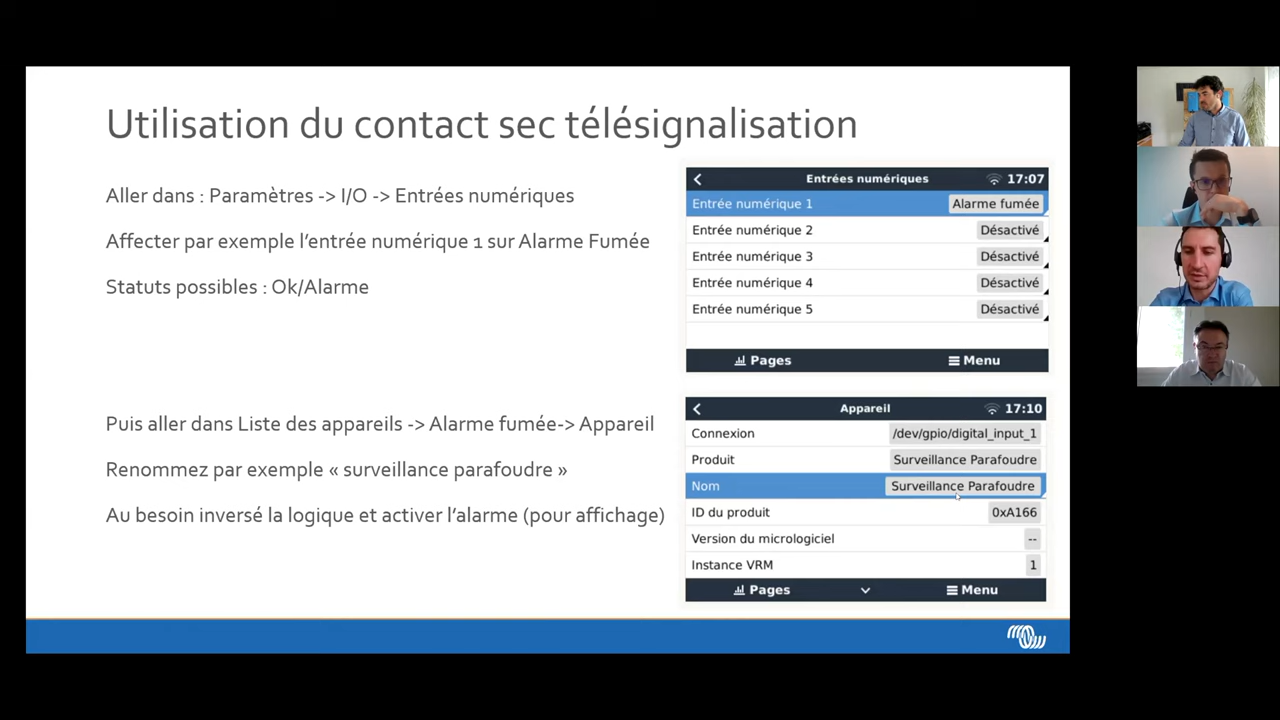 Utilisation du contact sec télésignalisation
Aller dans : Paramètres -> I/O -> Entrées numériques
Affecter par exemple l’entrée numérique 1 sur Alarme Fumée
Statuts possibles : Ok/Alarme
Entrées numériques 17:07
Entrée numérique 1 Alarme fumée
Entrée numérique 2 Désactivé
Entrée numérique 3 Désactivé
Entrée numérique 4 Désactivé
Entrée numérique 5 Désactivé
Pages Menu
Puis aller dans Liste des appareils -> Alarme fumée-> Appareil
Renommez par exemple « surveillance parafoudre »
Au besoin inversé la logique et activer l’alarme (pour affichage)
Appareil 17:10
Connexion /dev/gpio/digital_input_1
Produit Surveillance Parafoudre
Nom Surveillance Parafoudre
ID du produit 0xA166
Version du micrologiciel --
Instance VRM 1
Pages Menu